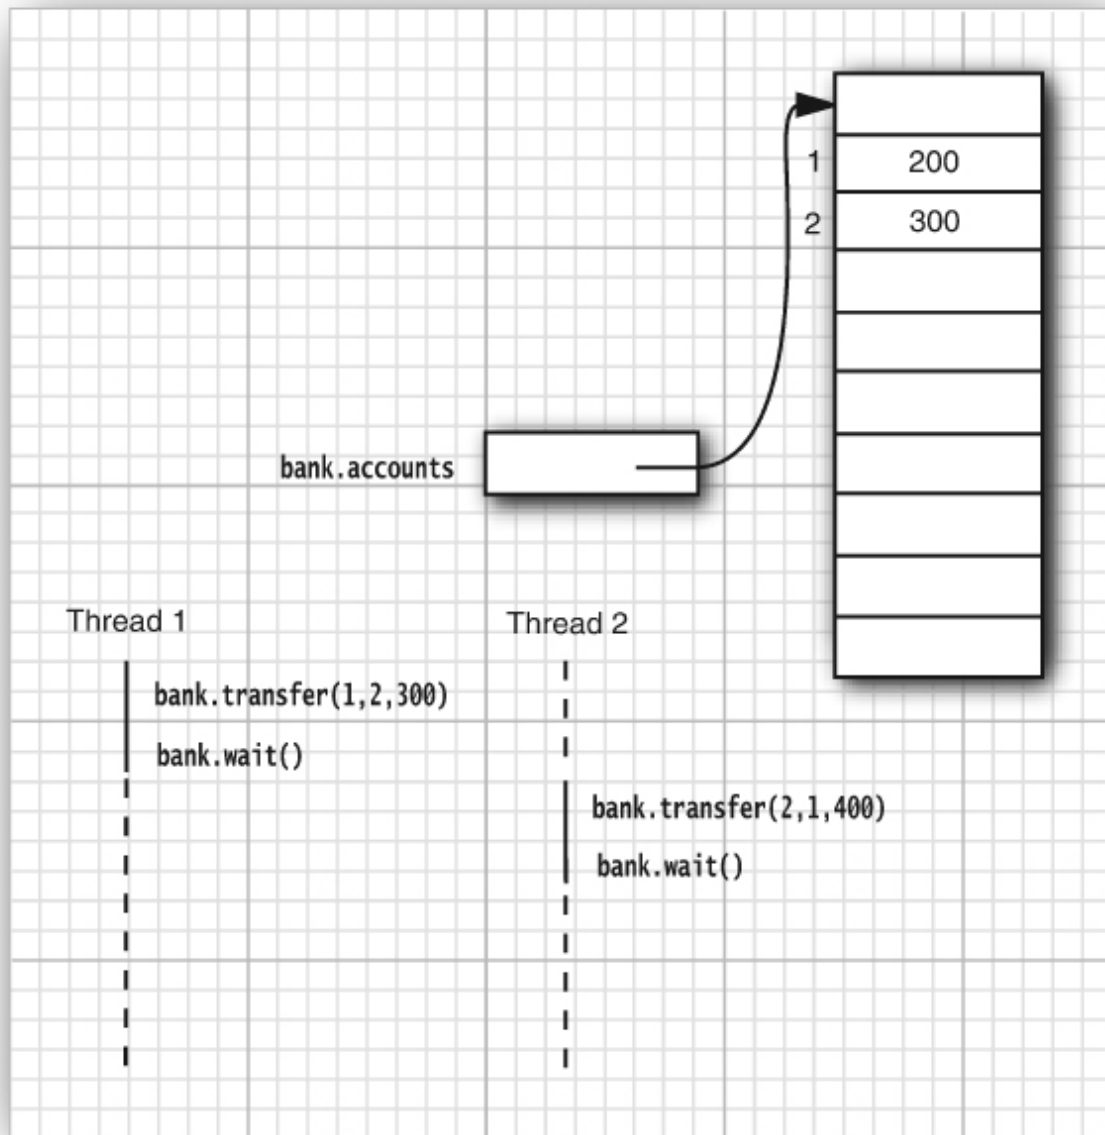 1 200
2 300
bank.accounts
Thread 1
bank.transfer(1,2,300)
bank.wait()
Thread 2
bank.transfer(2,1,400)
bank.wait()